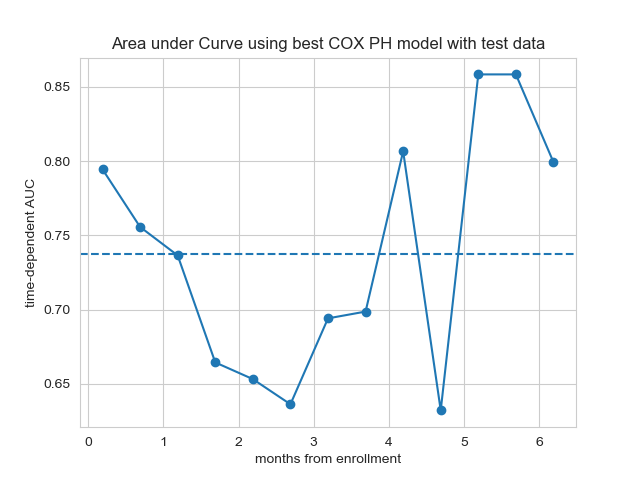 Area under Curve using best COX PH model with test data
0.85
0.80
0.75
0.70
0.65
time-dependent AUC
0 1 2 3 4 5 6
months from enrollment